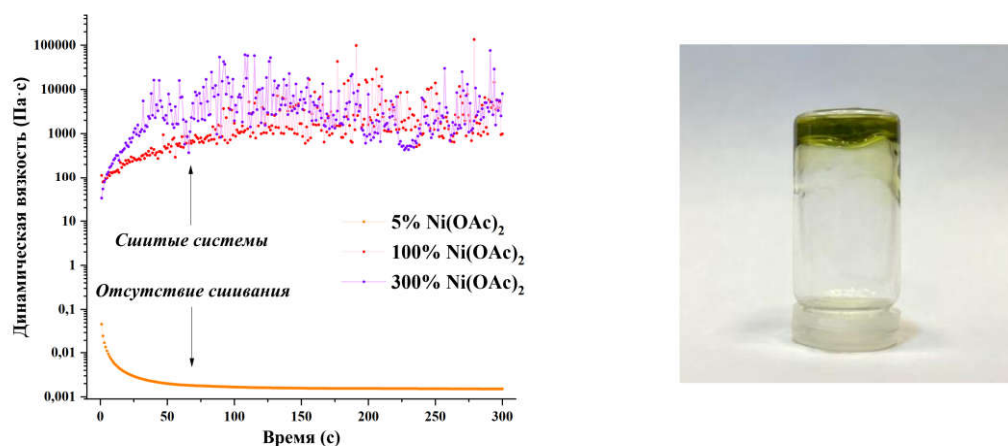 Динамическая вязкость (Па·с)
100000
10000
1000
100
10
1
0,1
0,01
0,001
Сшитые системы
Отсутствие сшивания
5% Ni(OAc)2
100% Ni(OAc)2
300% Ni(OAc)2
0 50 100 150 200 250 300
Время (с)